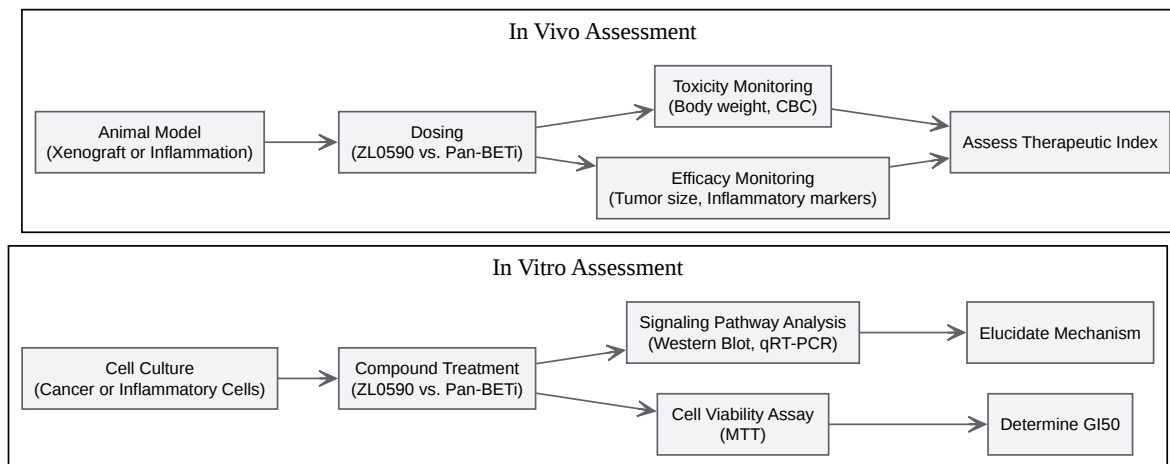 In Vivo Assessment
Animal Model
(Xenograft or Inflammation)
Dosing
(ZL0590 vs. Pan-BETi)
Toxicity Monitoring
(Body weight, CBC)
Efficacy Monitoring
(Tumor size, Inflammatory markers)
Assess Therapeutic Index
In Vitro Assessment
Cell Culture
(Cancer or Inflammatory Cells)
Compound Treatment
(ZL0590 vs. Pan-BETi)
Signaling Pathway Analysis
(Western Blot, qRT-PCR)
Elucidate Mechanism
Cell Viability Assay
(MTT)
Determine GI50